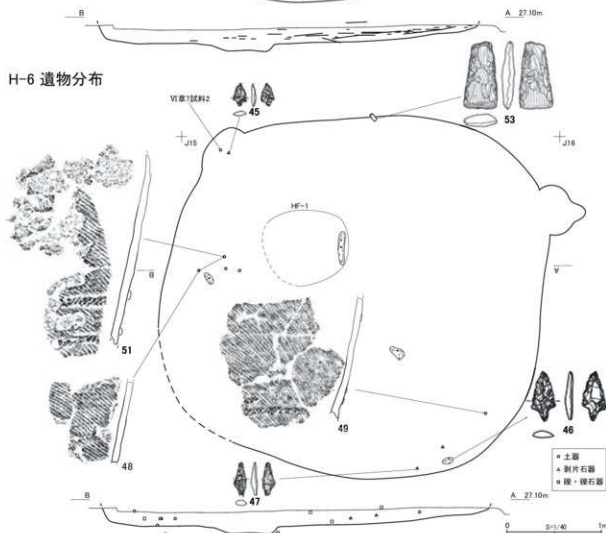 B
A 27.10m
H-6 遺物分布
VI章7試料2
45
53
J15
J16
HF-1
B
A
51
49
46
48
土器
剥片石器
礫・礫石器
47
B
A 27.10m
0 S=1/40 1m